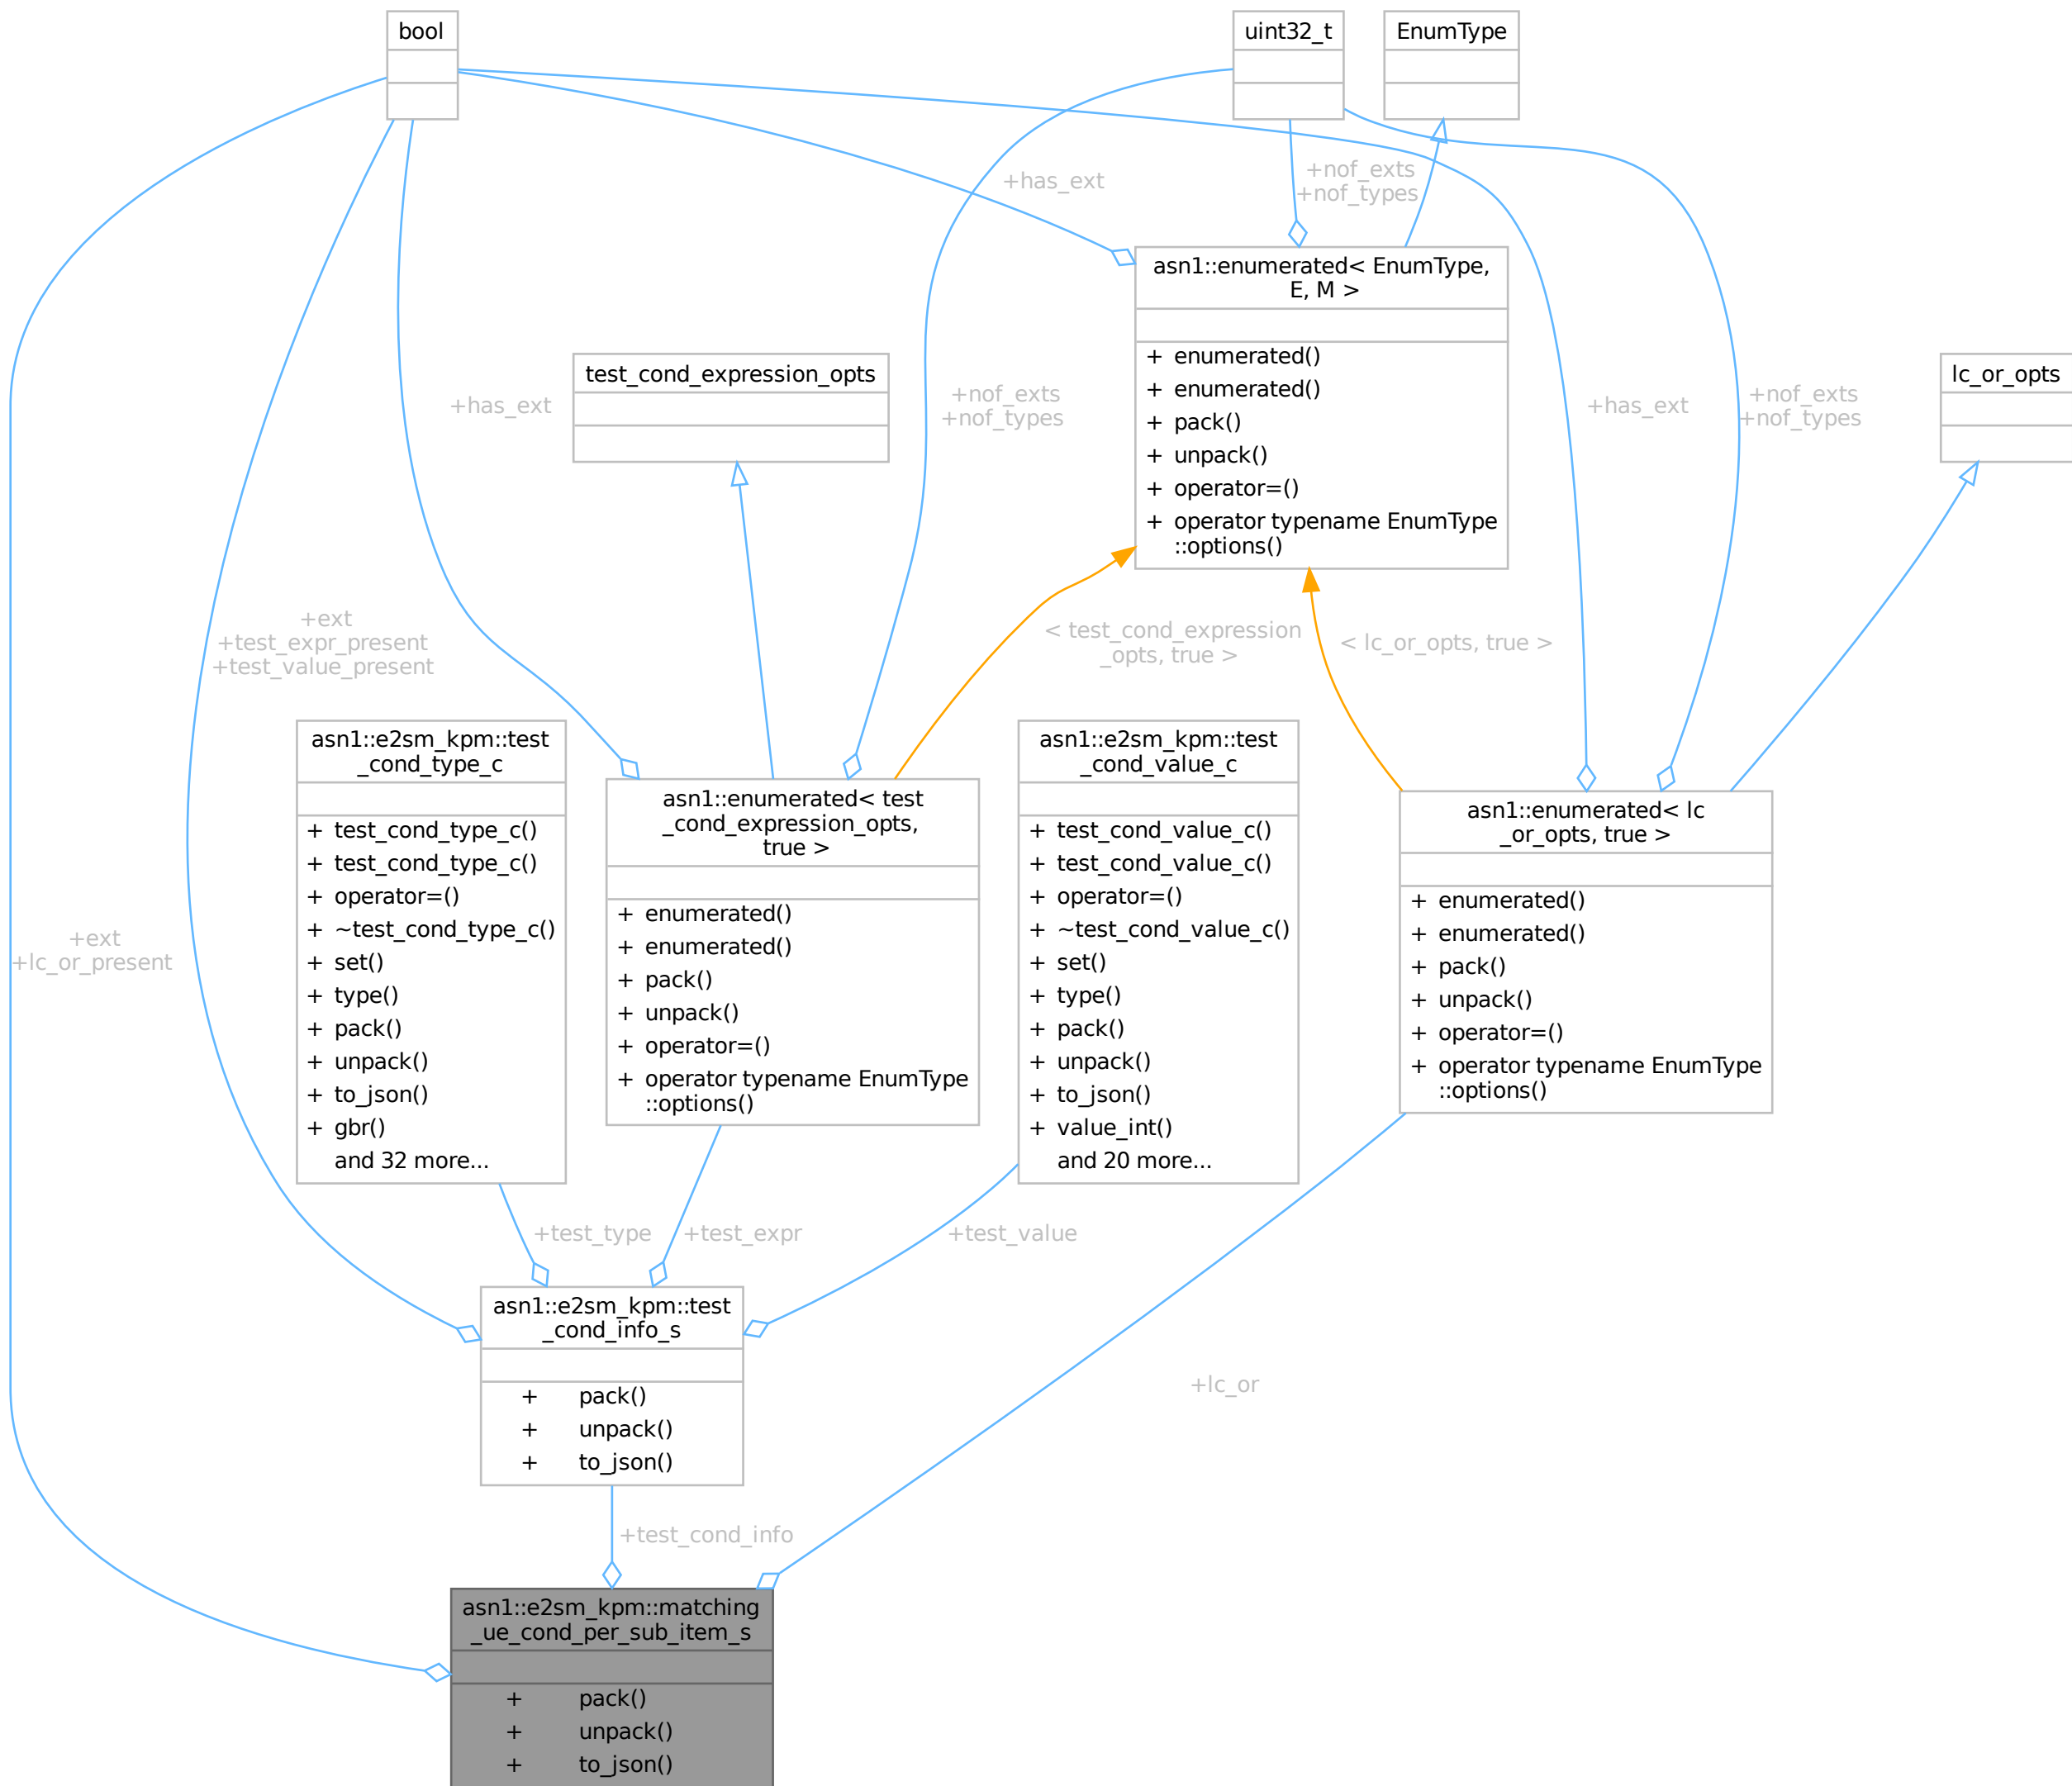 bool
uint32_t
EnumType
+has_ext
+nof_exts
+nof_types
asn1::enumerated< EnumType,
E, M >
+ enumerated()
+ enumerated()
+ pack()
+ unpack()
+ operator=()
+ operator typename EnumType
::options()
test_cond_expression_opts
lc_or_opts
+has_ext
+nof_exts
+nof_types
+has_ext
+nof_exts
+nof_types
+ext
+test_expr_present
+test_value_present
< test_cond_expression
_opts, true >
< lc_or_opts, true >
asn1::e2sm_kpm::test
_cond_type_c
+ test_cond_type_c()
+ test_cond_type_c()
+ operator=()
+ ~test_cond_type_c()
+ set()
+ type()
+ pack()
+ unpack()
+ to_json()
+ gbr()
and 32 more...
asn1::enumerated< test
_cond_expression_opts,
true >
+ enumerated()
+ enumerated()
+ pack()
+ unpack()
+ operator=()
+ operator typename EnumType
::options()
asn1::e2sm_kpm::test
_cond_value_c
+ test_cond_value_c()
+ test_cond_value_c()
+ operator=()
+ ~test_cond_value_c()
+ set()
+ type()
+ pack()
+ unpack()
+ to_json()
+ value_int()
and 20 more...
asn1::enumerated< lc
_or_opts, true >
+ enumerated()
+ enumerated()
+ pack()
+ unpack()
+ operator=()
+ operator typename EnumType
::options()
+ext
+lc_or_present
+test_type
+test_expr
+test_value
asn1::e2sm_kpm::test
_cond_info_s
+ pack()
+ unpack()
+ to_json()
+lc_or
+test_cond_info
asn1::e2sm_kpm::matching
_ue_cond_per_sub_item_s
+ pack()
+ unpack()
+ to_json()